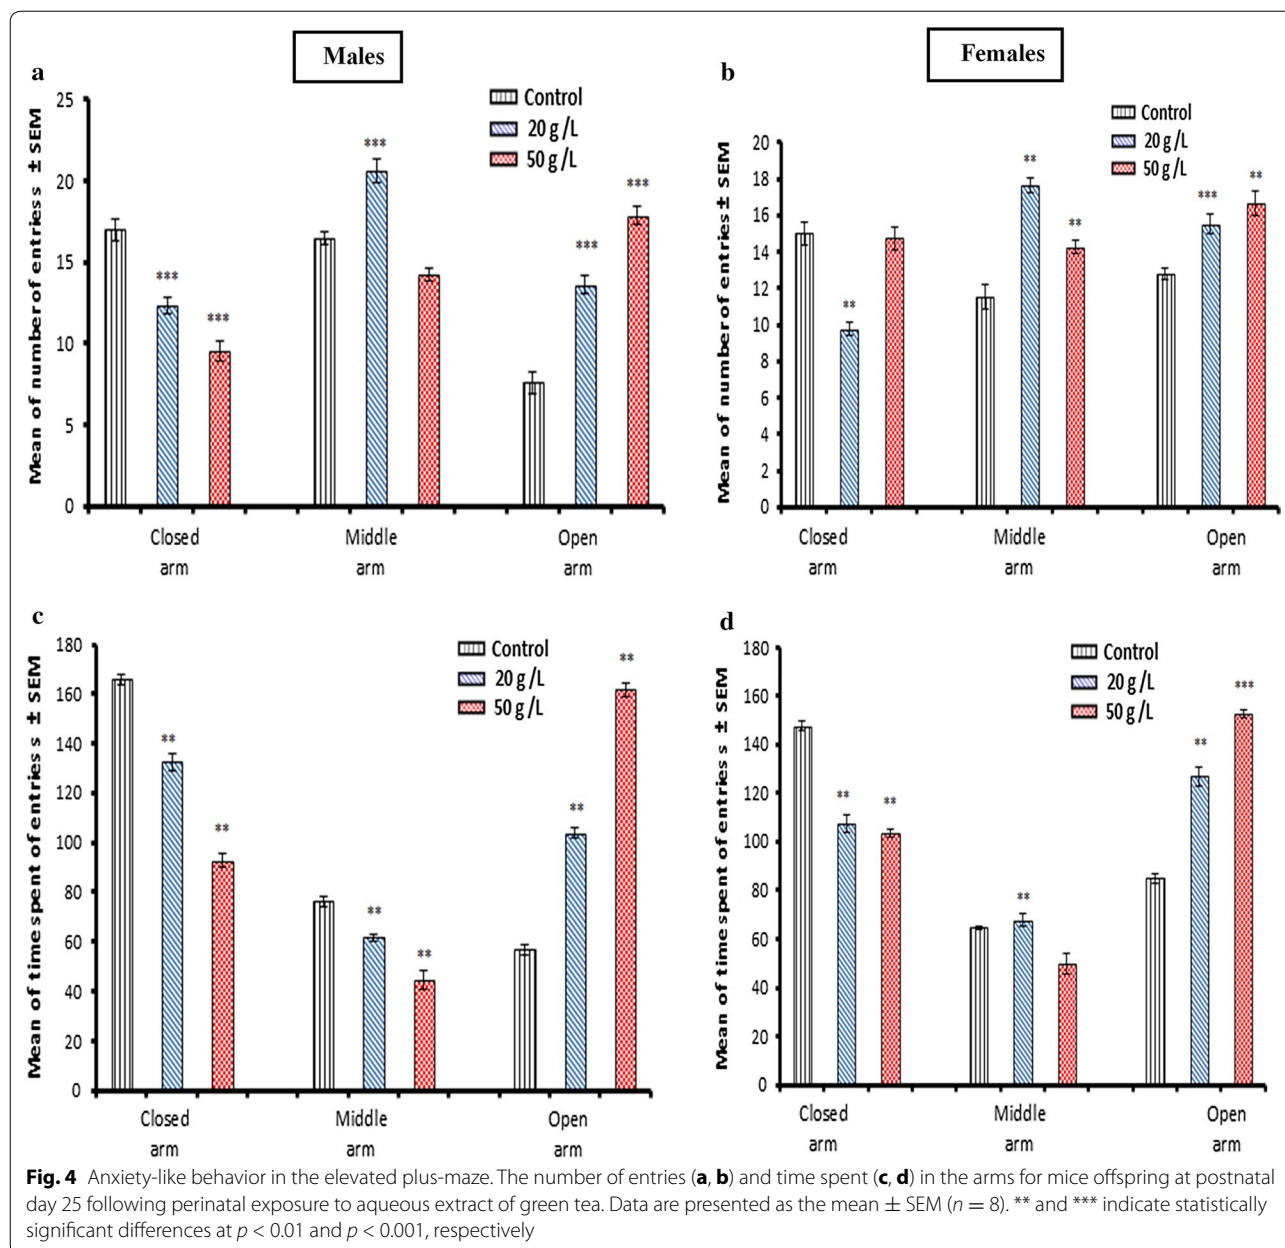 Males
Females
a
Mean of number of entries ± SEM
25
20
15
10
5
0
Control
20 g/L
50 g/L
***
***
***
***
***
Closed
arm
Middle
arm
Open
arm
b
Mean of number of entries ± SEM
20
18
16
14
12
10
8
6
4
2
0
Control
20 g/L
50 g/L
**
**
**
***
**
Closed
arm
Middle
arm
Open
arm
c
Mean of time spent of entries s ± SEM
180
160
140
120
100
80
60
40
20
0
Control
20 g/L
50 g/L
**
**
**
**
**
**
Closed
arm
Middle
arm
Open
arm
d
Mean of time spent of entries s ± SEM
180
160
140
120
100
80
60
40
20
0
Control
20 g/L
50 g/L
**
**
**
**
***
Closed
arm
Middle
arm
Open
arm
Fig. 4 Anxiety-like behavior in the elevated plus-maze. The number of entries (a, b) and time spent (c, d) in the arms for mice offspring at postnatal
day 25 following perinatal exposure to aqueous extract of green tea. Data are presented as the mean ± SEM (n = 8). ** and *** indicate statistically
significant differences at p < 0.01 and p < 0.001, respectively